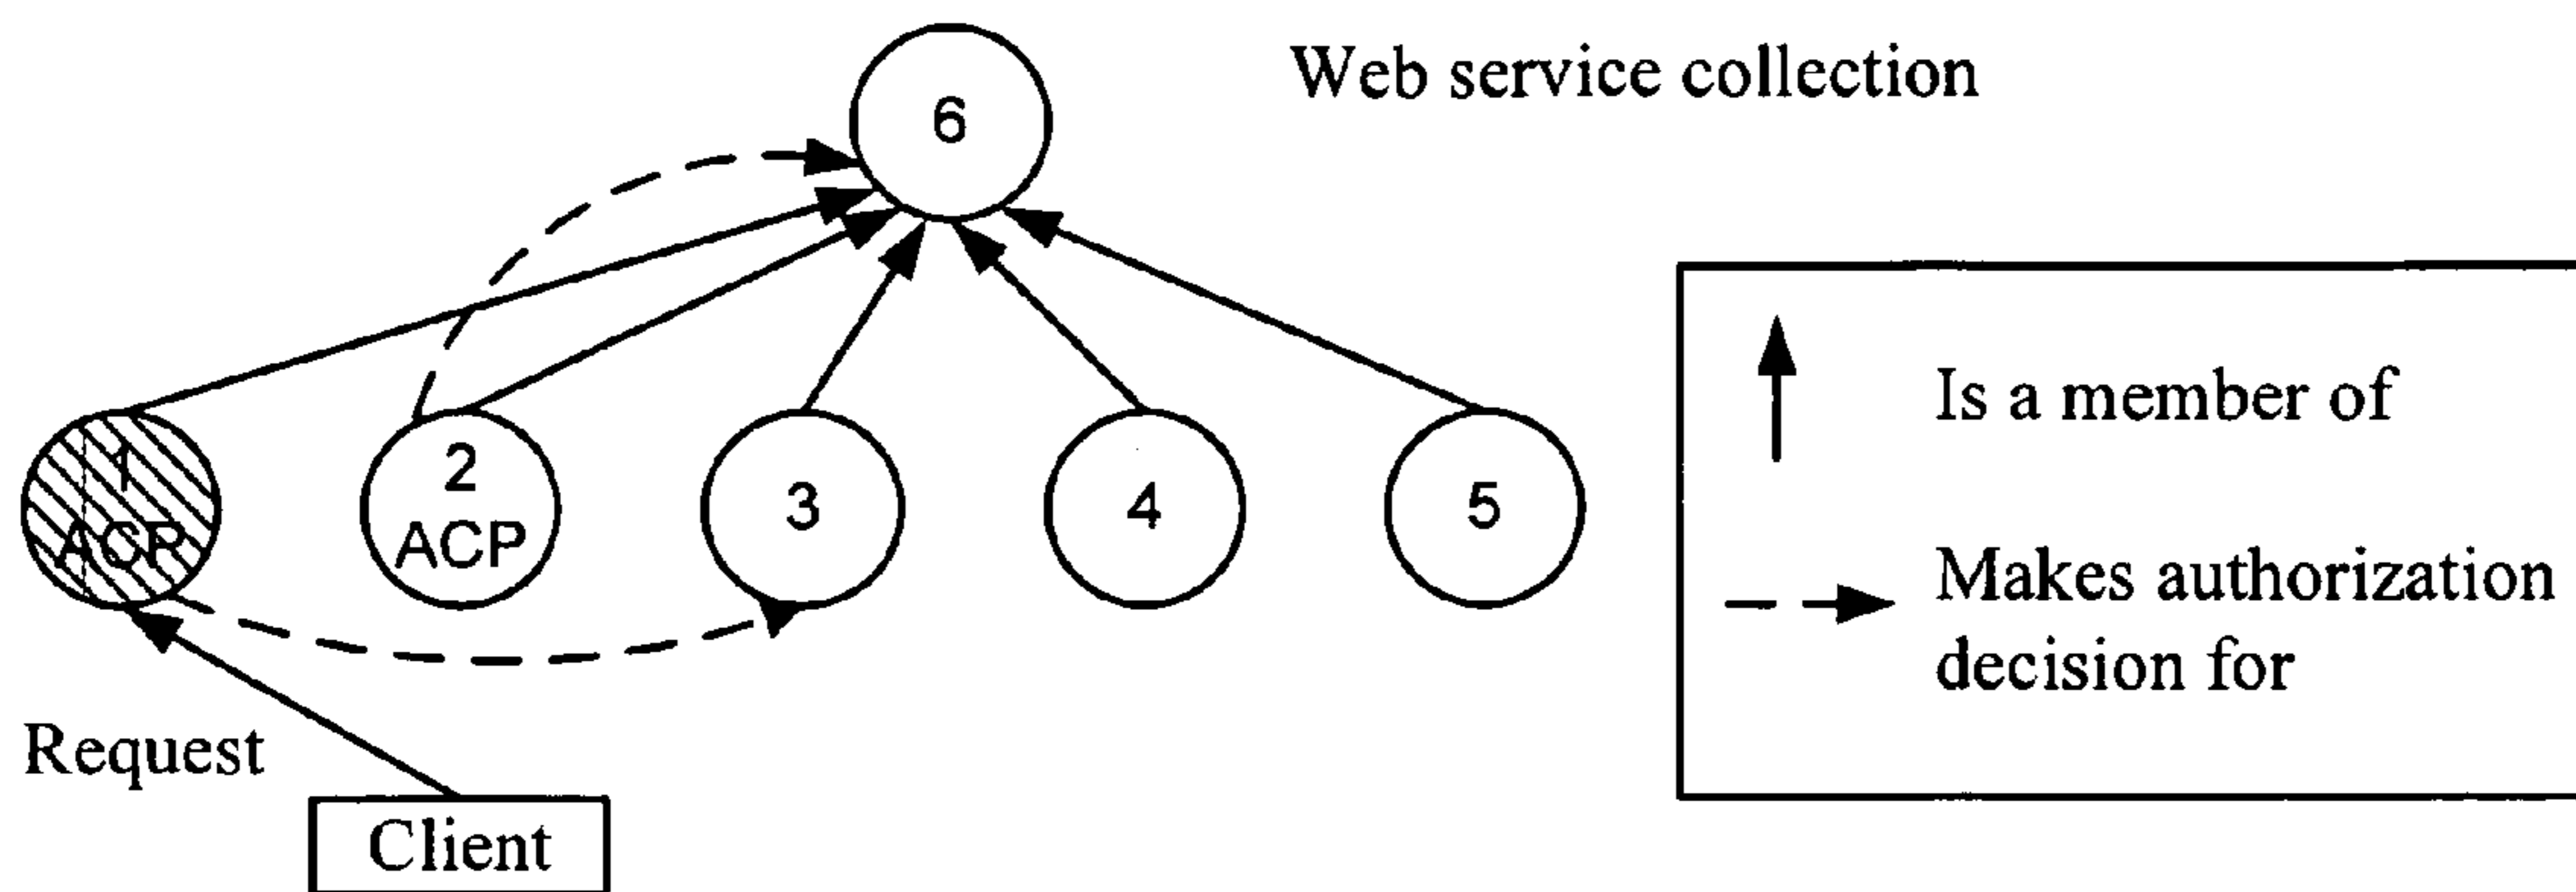 6
Web service collection
1
ACP
2
ACP
3
4
5
Is a member of
Makes authorization
decision for
Request
Client